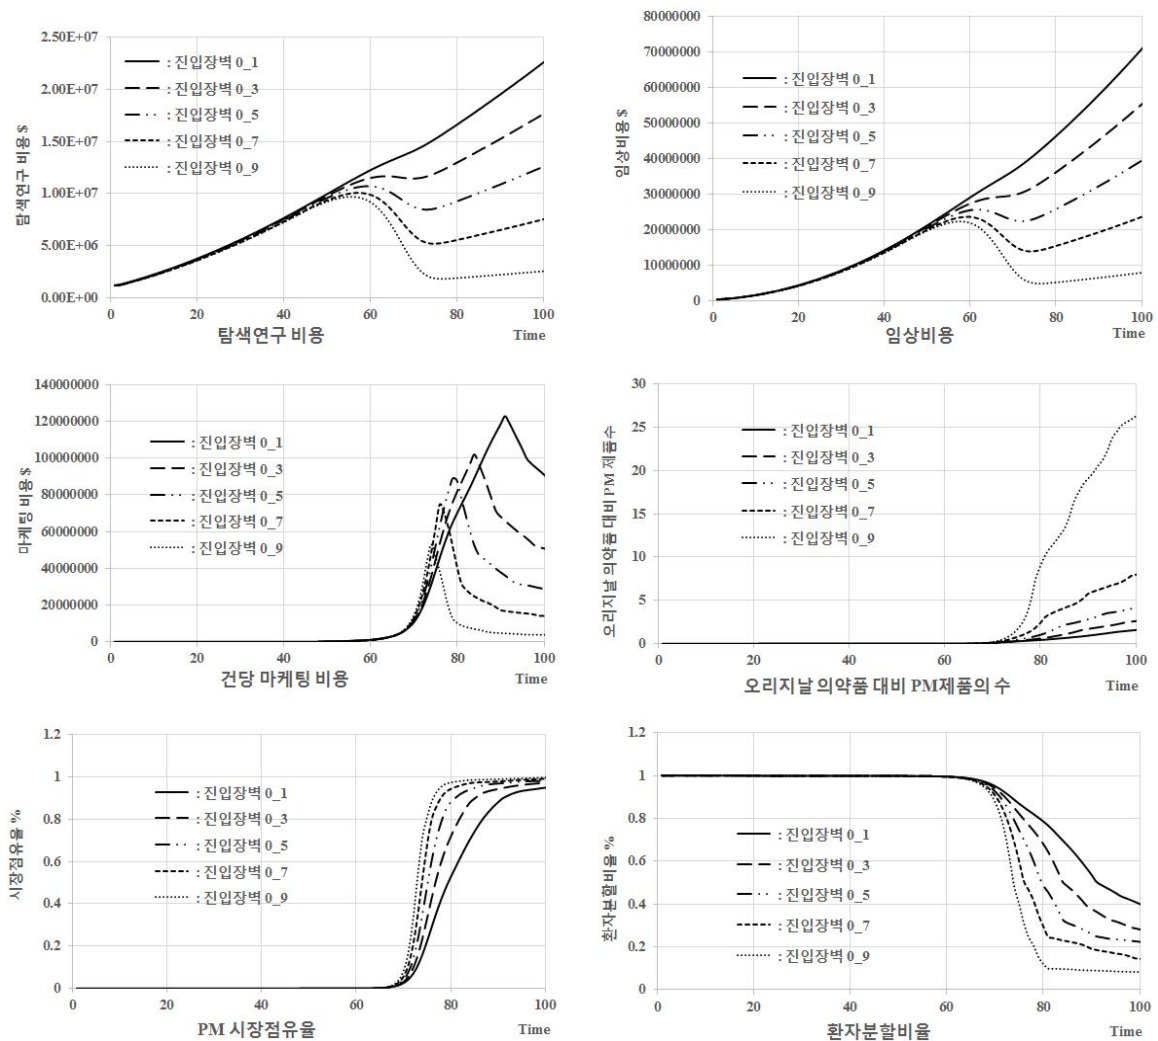 2.50E+07
2.00E+07
1.50E+07
1.00E+07
5.00E+06
0.00E+00
탐색연구 비용 $
: 진입장벽 0_1
: 진입장벽 0_3
: 진입장벽 0_5
: 진입장벽 0_7
: 진입장벽 0_9
0 20 40 60 80 100
탐색연구 비용 Time
80000000
70000000
60000000
50000000
40000000
30000000
20000000
10000000
0
임상비용 $
: 진입장벽 0_1
: 진입장벽 0_3
: 진입장벽 0_5
: 진입장벽 0_7
: 진입장벽 0_9
0 20 40 60 80 100
임상비용 Time
140000000
120000000
100000000
80000000
60000000
40000000
20000000
0
마케팅 비용 $
: 진입장벽 0_1
: 진입장벽 0_3
: 진입장벽 0_5
: 진입장벽 0_7
: 진입장벽 0_9
0 20 40 60 80 100
건당 마케팅 비용 Time
30
25
20
15
10
5
0
오리지날 의약품 대비 PM 제품수
: 진입장벽 0_1
: 진입장벽 0_3
: 진입장벽 0_5
: 진입장벽 0_7
: 진입장벽 0_9
0 20 40 60 80 100
오리지날 의약품 대비 PM제품의 수 Time
1.2
1
0.8
0.6
0.4
0.2
0
시장점유율 %
: 진입장벽 0_1
: 진입장벽 0_3
: 진입장벽 0_5
: 진입장벽 0_7
: 진입장벽 0_9
0 20 40 60 80 100
PM 시장점유율 Time
1.2
1
0.8
0.6
0.4
0.2
0
환자분할비율 %
: 진입장벽 0_1
: 진입장벽 0_3
: 진입장벽 0_5
: 진입장벽 0_7
: 진입장벽 0_9
0 20 40 60 80 100
환자분할비율 Time